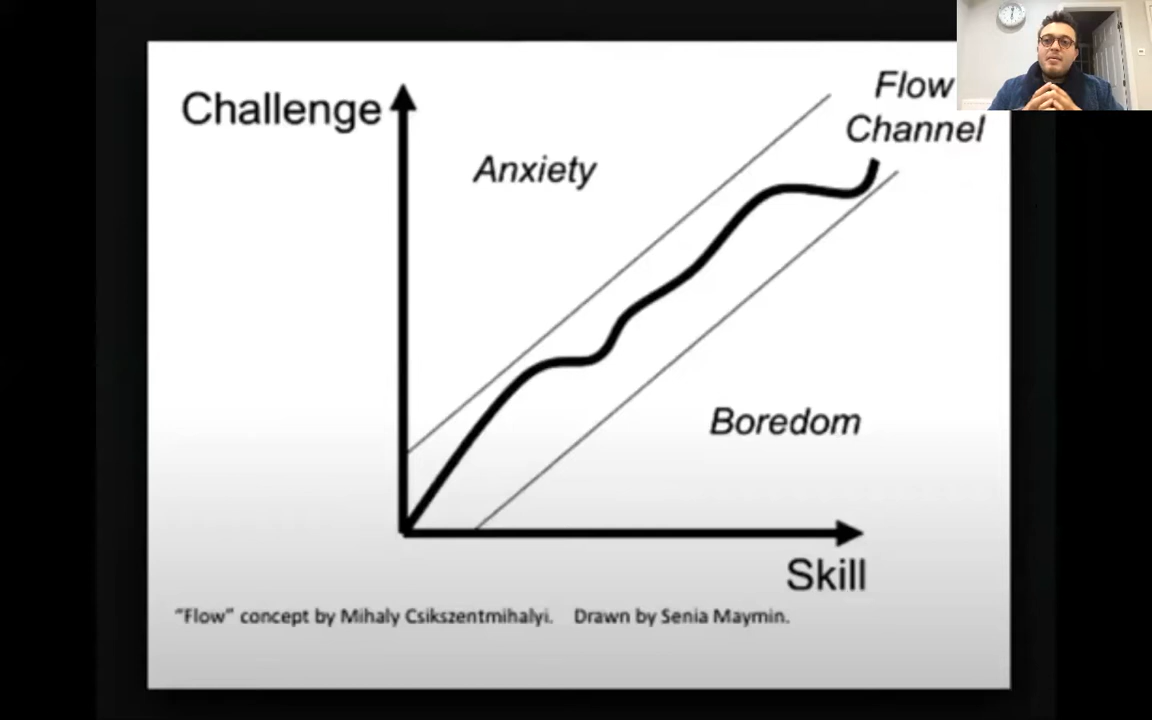 Challenge
Flow
Channel
Anxiety
Boredom
Skill
“Flow” concept by Mihaly Csikszentmihalyi. Drawn by Senia Maymin.